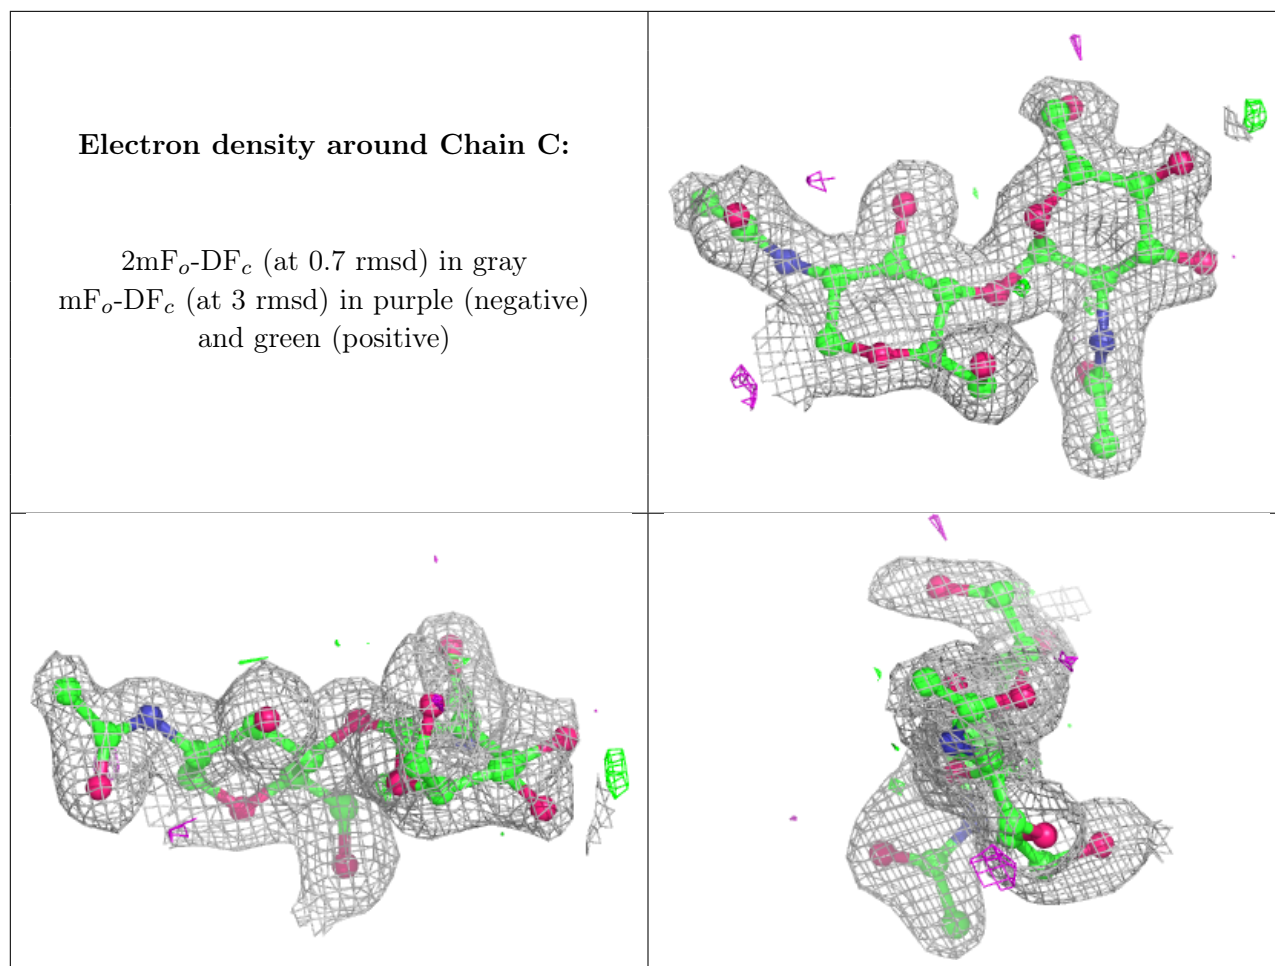 Electron density around Chain C:
2mFo-DFc (at 0.7 rmsd) in gray
mFo-DFc (at 3 rmsd) in purple (negative)
and green (positive)